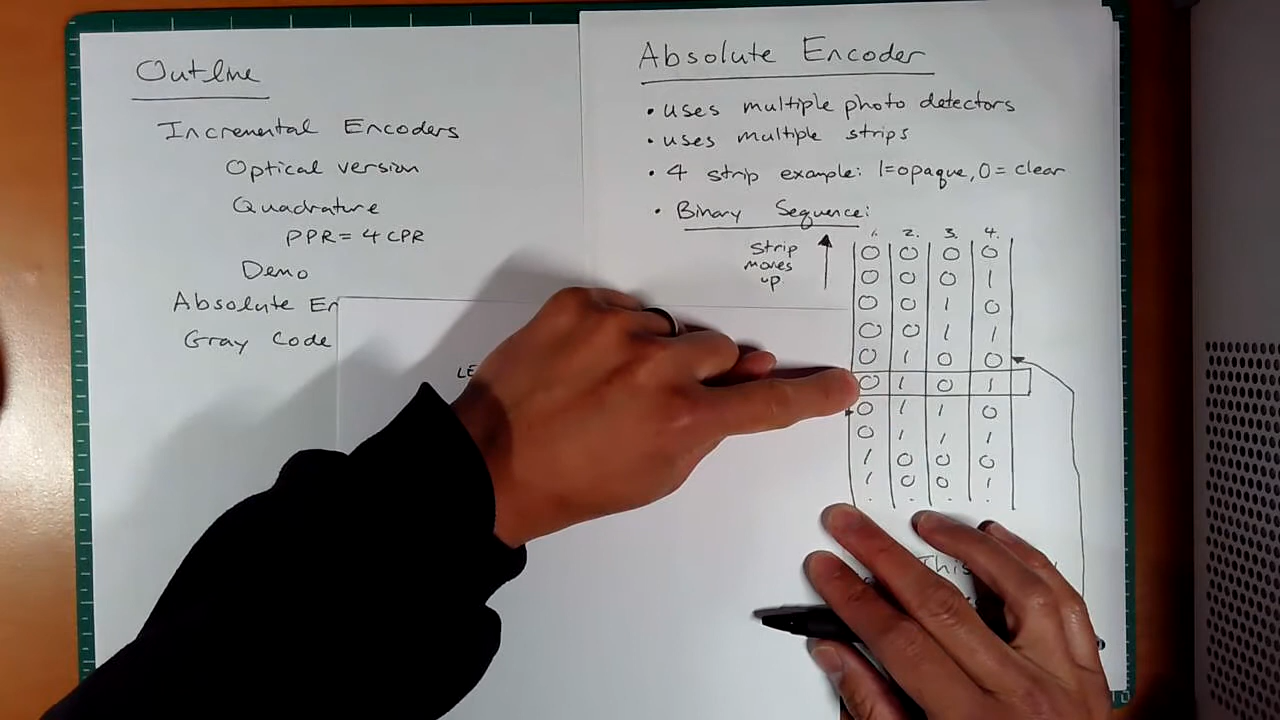 Outline
Incremental Encoders
Optical version
Quadrature
PPR = 4 CPR
Demo
Absolute En
Gray Code
LE
Absolute Encoder
• uses multiple photo detectors
• uses multiple strips
• 4 strip example: 1=opaque, 0=clear
• Binary Sequence:
strip
moves
up
1. 2. 3. 4.
0 0 0 0
0 0 0 1
0 0 1 0
0 0 1 1
0 1 0 0
0 1 0 1
0 1 1 0
0 1 1 1
1 0 0 0
1 0 0 1
. . . .
This